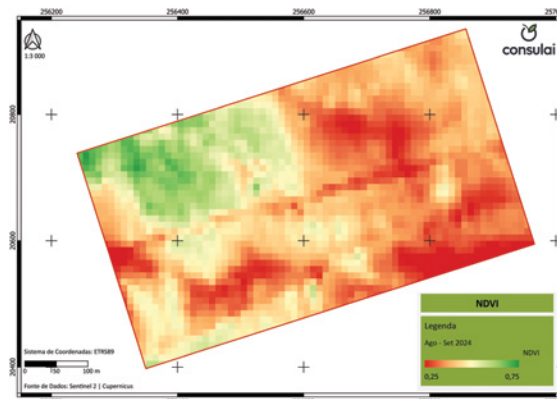 256200 256400 256600 256800
1:3 000
consulai
20800
20600
20400
NDVI
Legenda
Ago - Set 2024
NDVI
0,25 0,75
Sistema de Coordenadas: ETRS89
0 50 100 m
Fonte de Dados: Sentinel 2 | Cupernicus